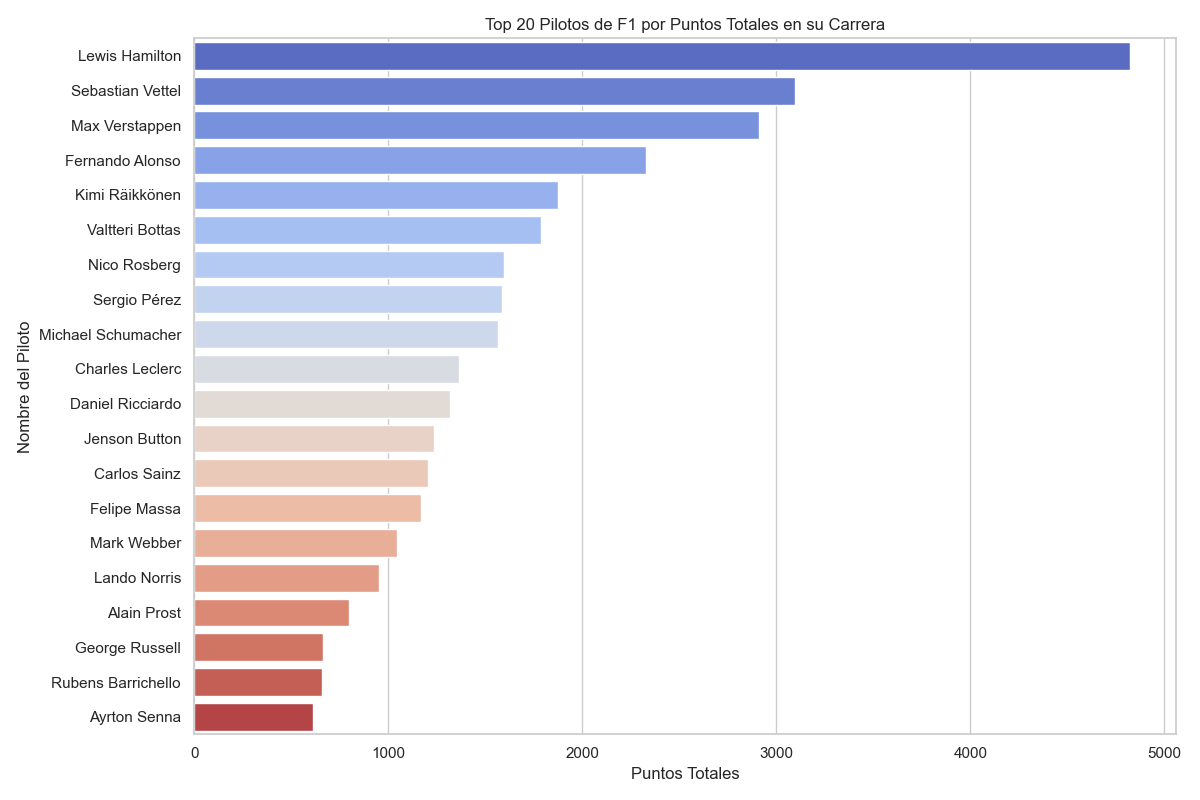 Top 20 Pilotos de F1 por Puntos Totales en su Carrera
Nombre del Piloto
Lewis Hamilton
Sebastian Vettel
Max Verstappen
Fernando Alonso
Kimi Räikkönen
Valtteri Bottas
Nico Rosberg
Sergio Pérez
Michael Schumacher
Charles Leclerc
Daniel Ricciardo
Jenson Button
Carlos Sainz
Felipe Massa
Mark Webber
Lando Norris
Alain Prost
George Russell
Rubens Barrichello
Ayrton Senna
0 1000 2000 3000 4000 5000
Puntos Totales